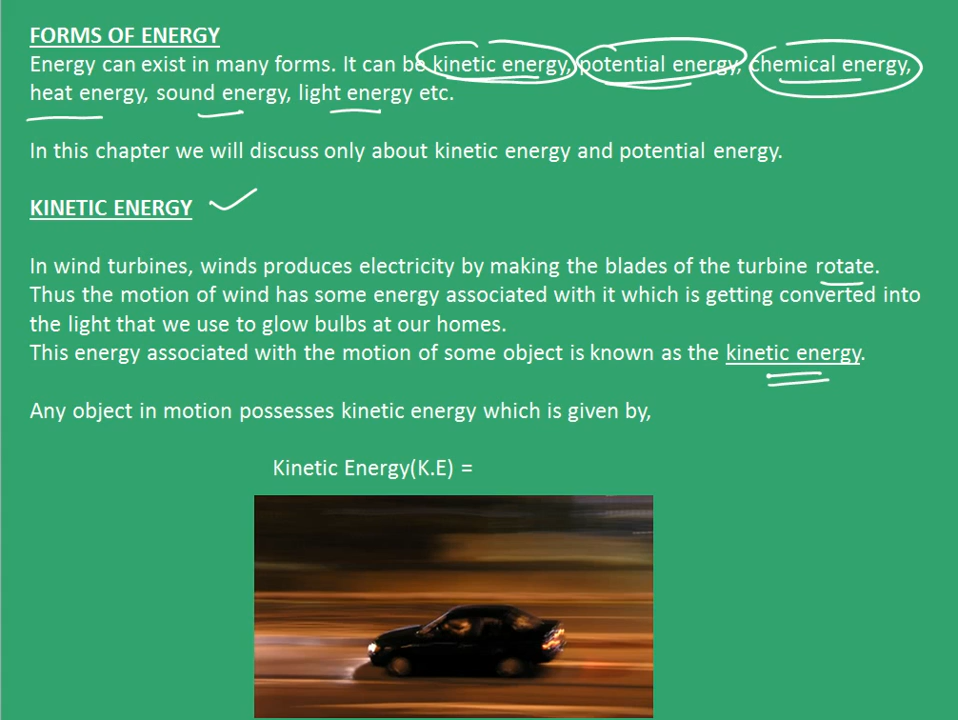 FORMS OF ENERGY
Energy can exist in many forms. It can be kinetic energy, potential energy, chemical energy,
heat energy, sound energy, light energy etc.
In this chapter we will discuss only about kinetic energy and potential energy.
KINETIC ENERGY
In wind turbines, winds produces electricity by making the blades of the turbine rotate.
Thus the motion of wind has some energy associated with it which is getting converted into
the light that we use to glow bulbs at our homes.
This energy associated with the motion of some object is known as the kinetic energy.
Any object in motion possesses kinetic energy which is given by,
Kinetic Energy(K.E) =